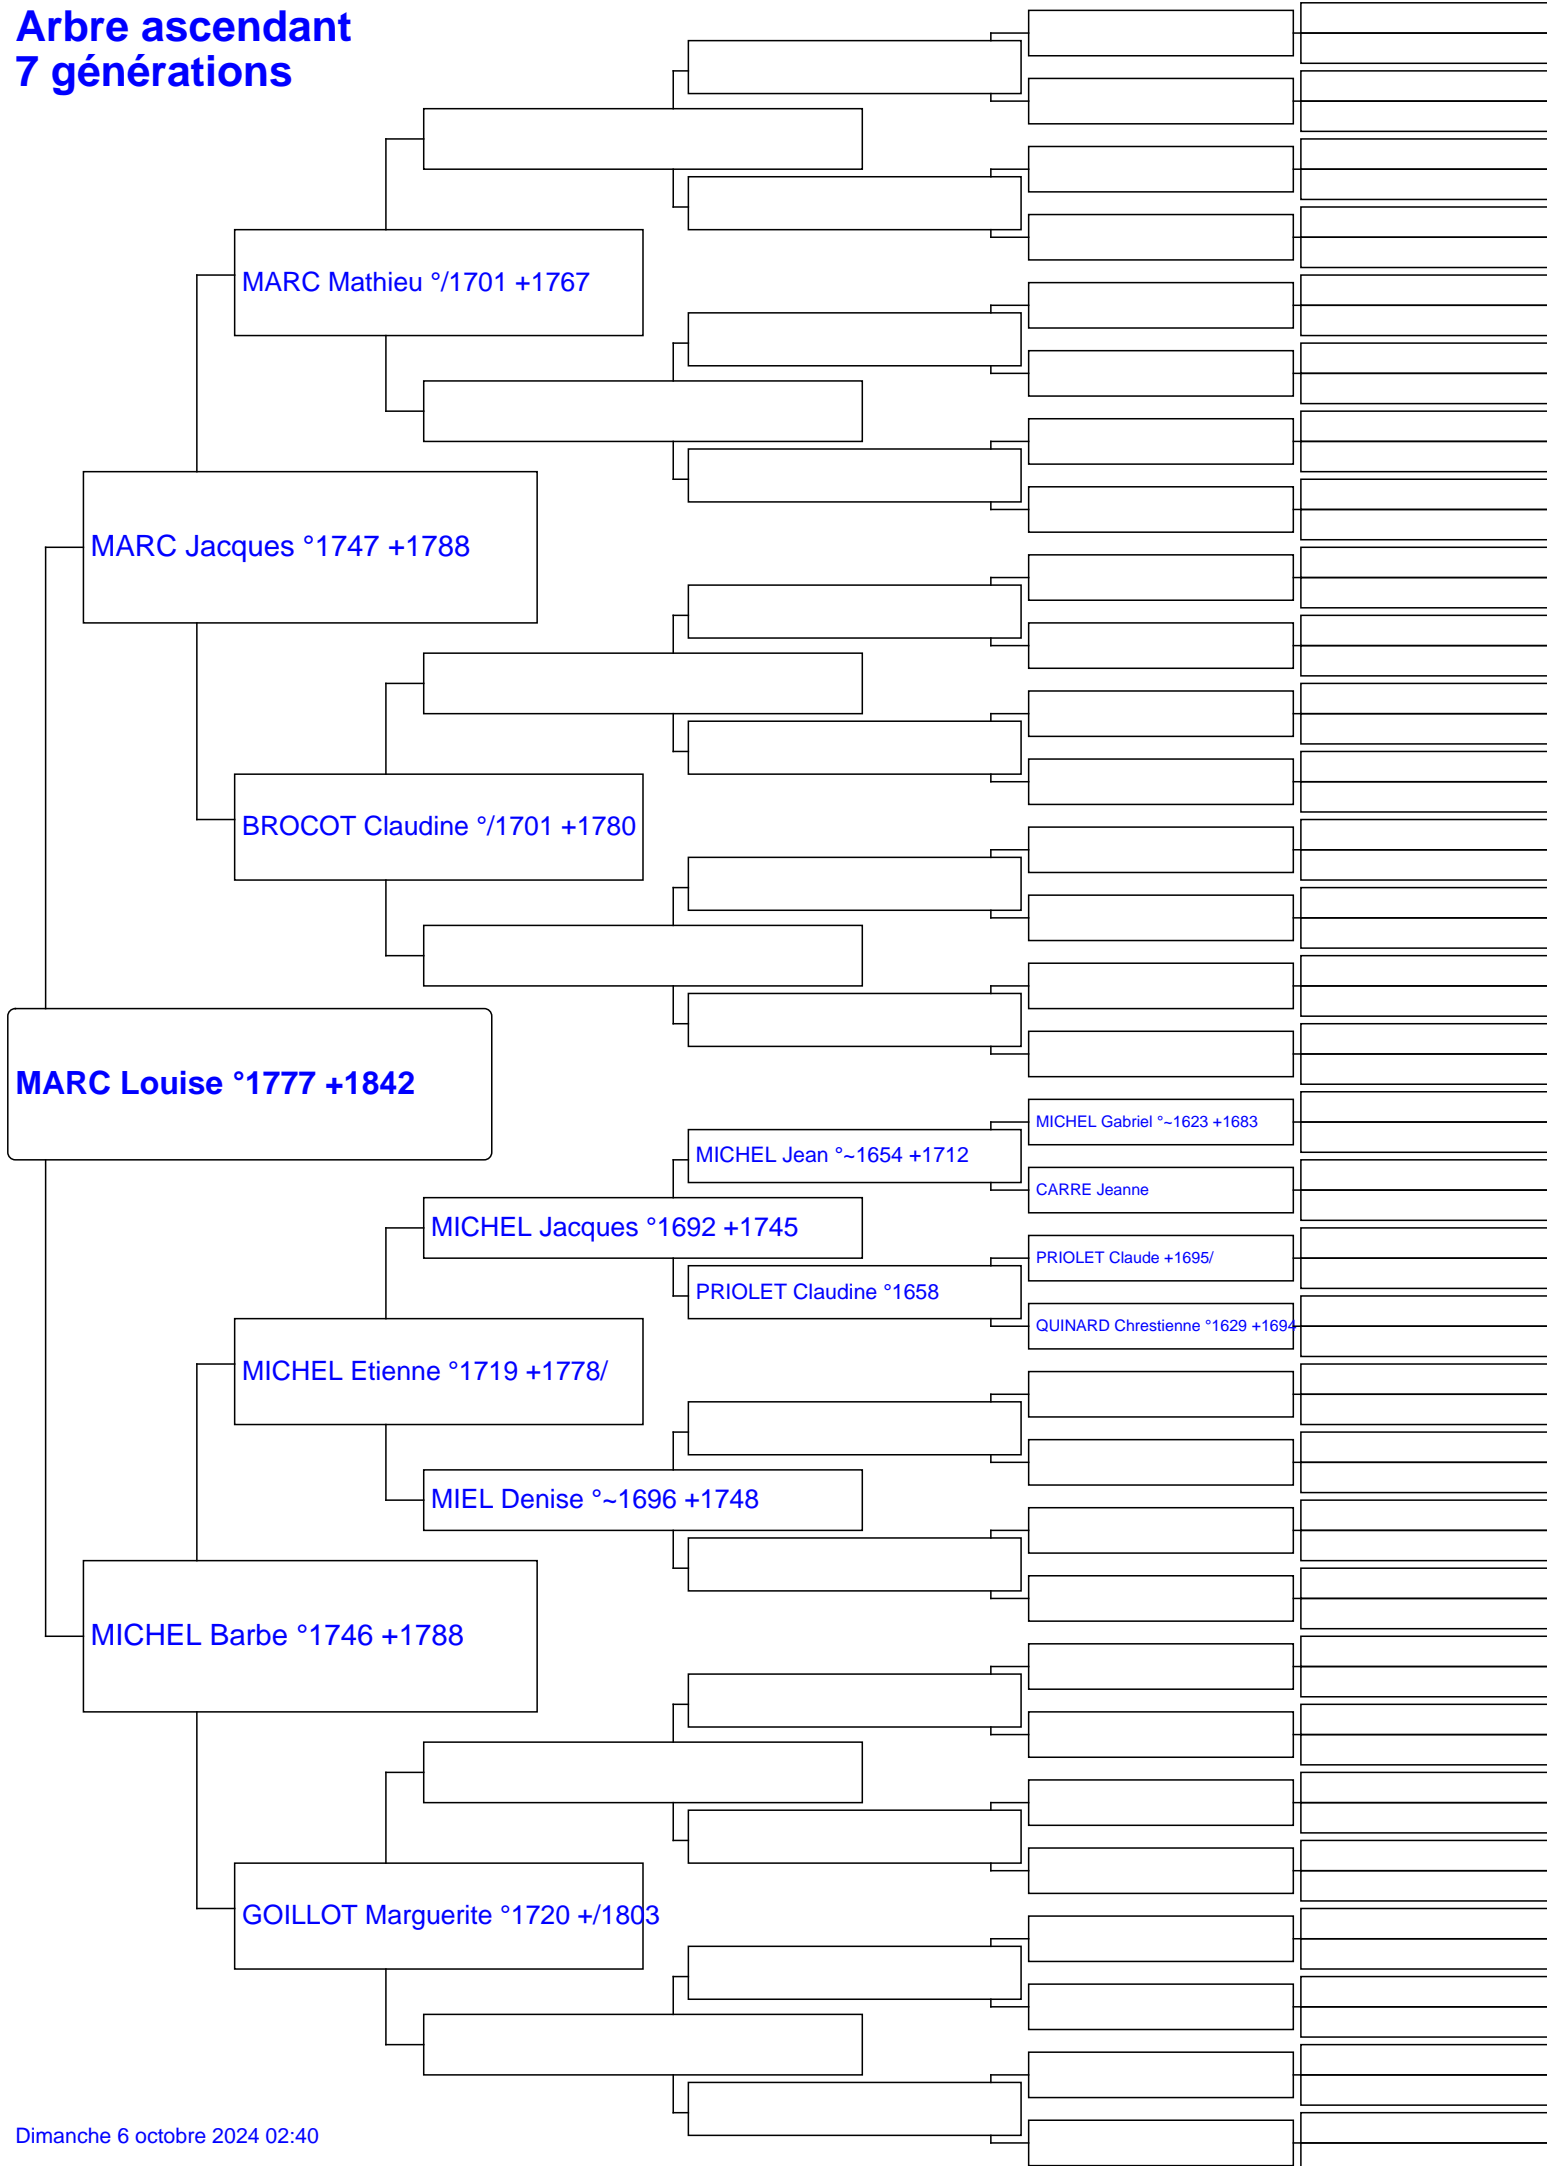 Arbre ascendant
7 générations
MARC Mathieu °/1701 +1767
MARC Jacques °1747 +1788
BROCOT Claudine °/1701 +1780
MARC Louise °1777 +1842
MICHEL Gabriel °~1623 +1683
MICHEL Jean °~1654 +1712
CARRE Jeanne
MICHEL Jacques °1692 +1745
PRIOLET Claude +1695/
PRIOLET Claudine °1658
QUINARD Chrestienne °1629 +1694
MICHEL Etienne °1719 +1778/
MIEL Denise °~1696 +1748
MICHEL Barbe °1746 +1788
GOILLOT Marguerite °1720 +/1803
Dimanche 6 octobre 2024 02:40